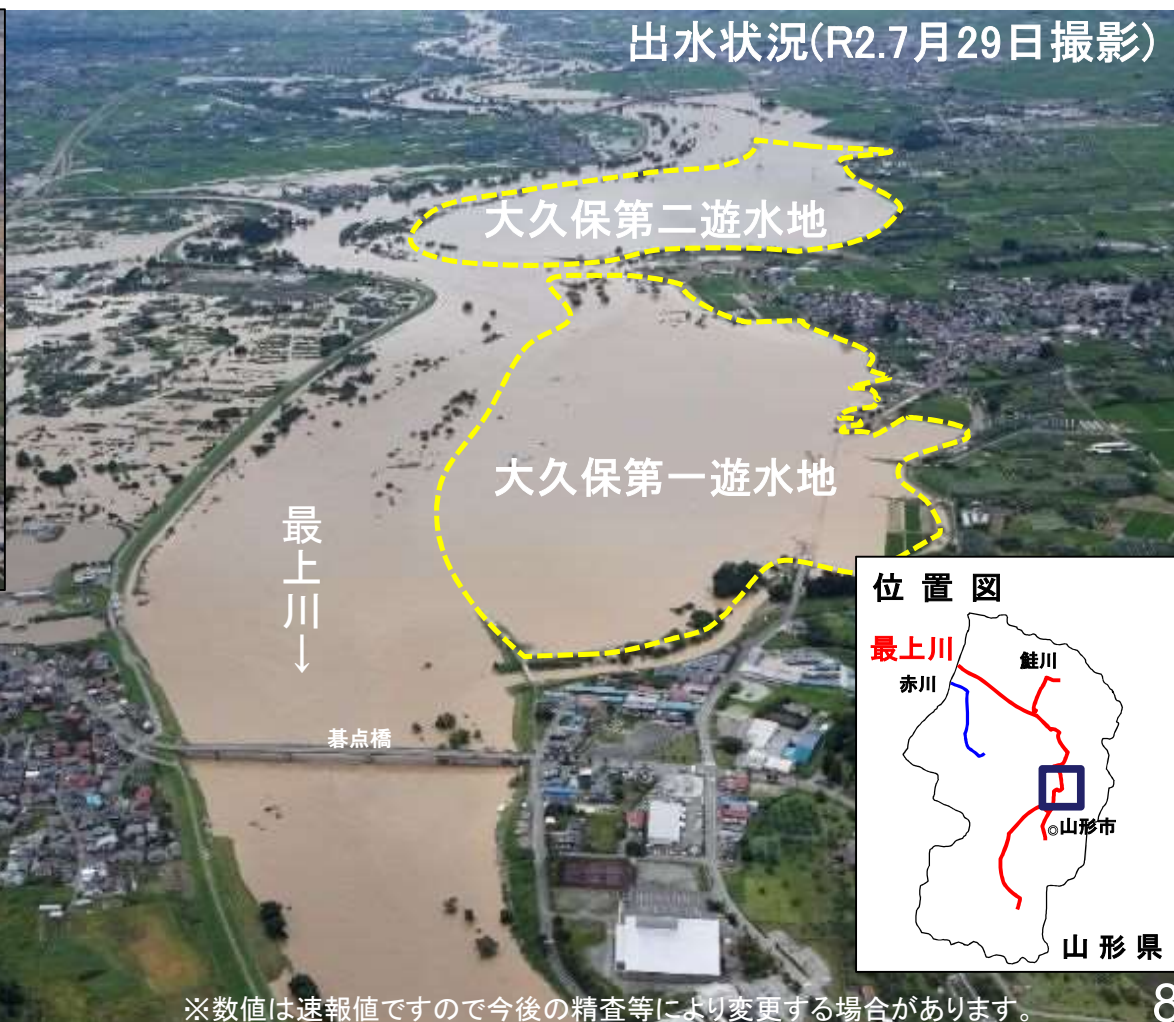 出水状況(R2.7月29日撮影)
大久保第二遊水地
大久保第一遊水地
最上川↓
碁点橋
位置図
最上川
鮭川
赤川
◎山形市
山形県
※数値は速報値ですので今後の精査等により変更する場合があります。
8